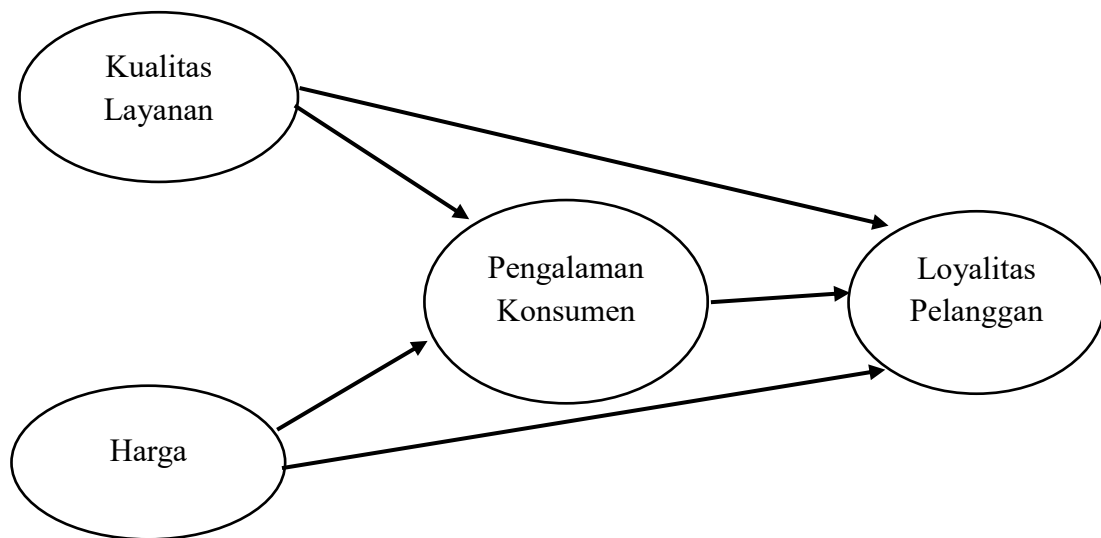 Kualitas
Layanan
Pengalaman
Konsumen
Loyalitas
Pelanggan
Harga